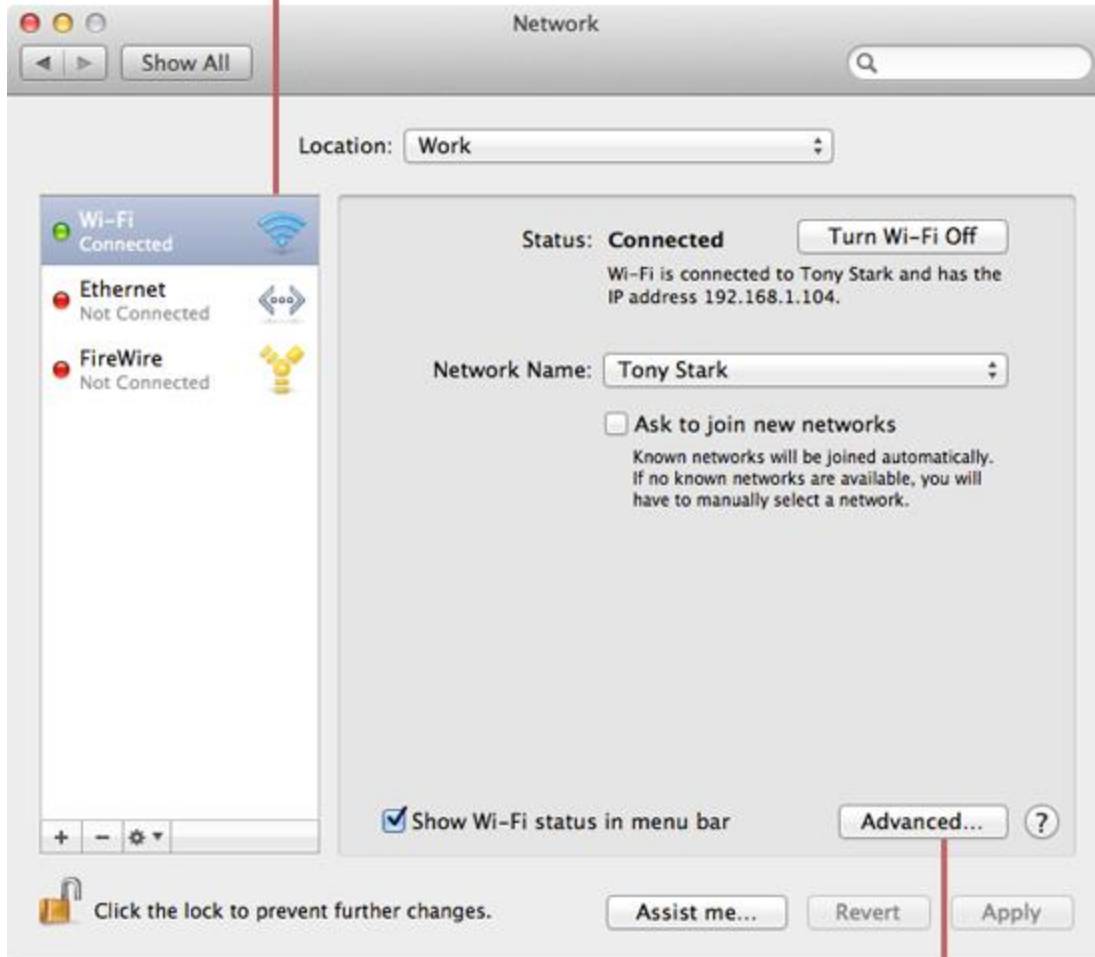 Network
Show All
Location: Work
Wi-Fi
Connected
Ethernet
Not Connected
FireWire
Not Connected
Status: Connected
Turn Wi-Fi Off
Wi-Fi is connected to Tony Stark and has the
IP address 192.168.1.104.
Network Name: Tony Stark
Ask to join new networks
Known networks will be joined automatically.
If no known networks are available, you will
have to manually select a network.
Show Wi-Fi status in menu bar
Advanced... ?
+ −
Click the lock to prevent further changes.
Assist me... Revert Apply